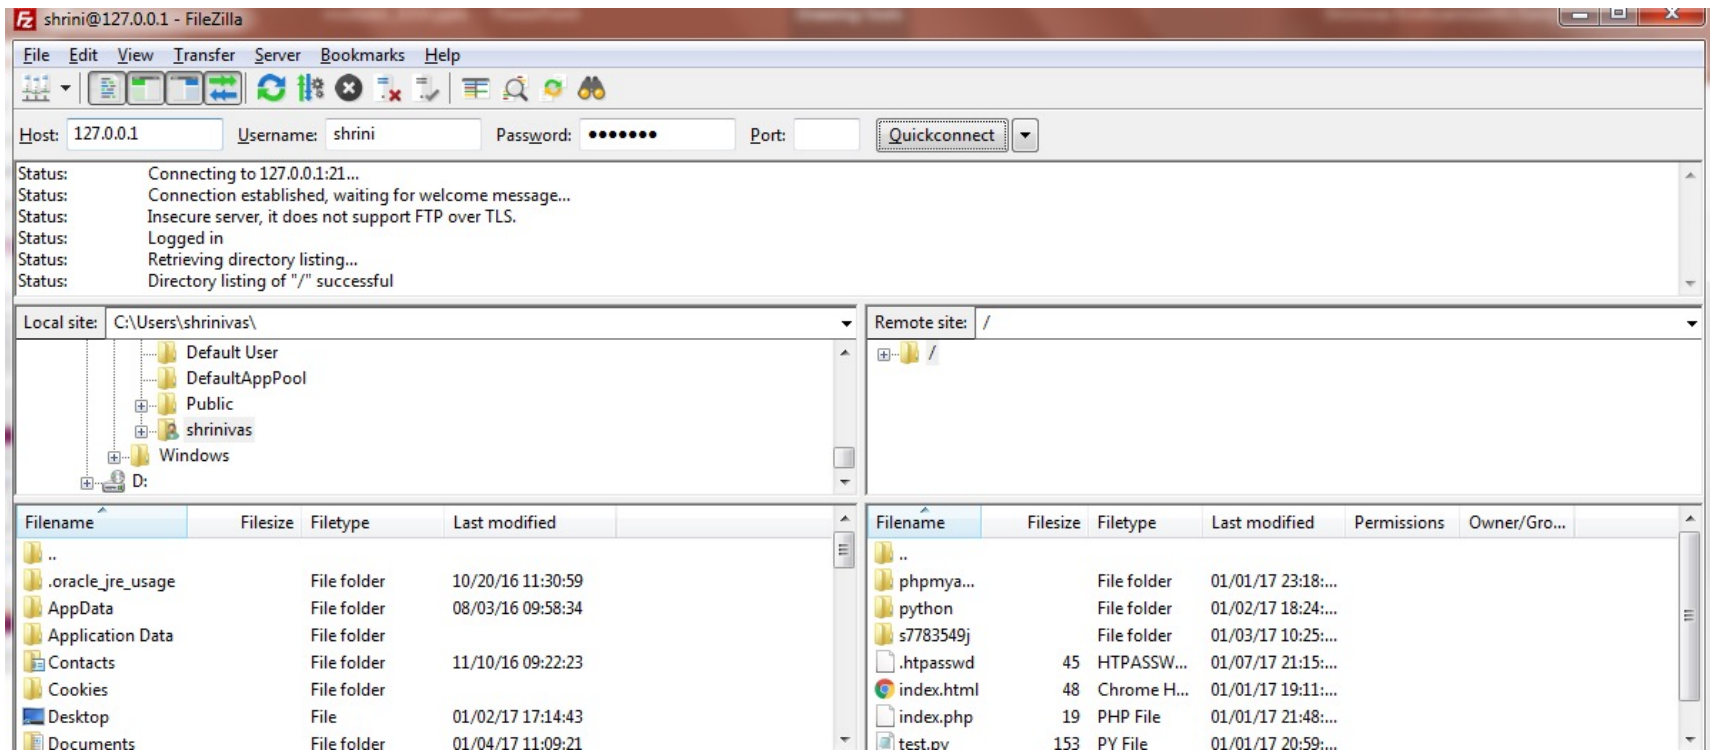 shrini@127.0.0.1 - FileZilla
File Edit View Transfer Server Bookmarks Help
Host: 127.0.0.1 Username: shrini Password: ●●●●●●● Port: Quickconnect
Status: Connecting to 127.0.0.1:21...
Status: Connection established, waiting for welcome message...
Status: Insecure server, it does not support FTP over TLS.
Status: Logged in
Status: Retrieving directory listing...
Status: Directory listing of "/" successful
Local site: C:\Users\shrinivas\
Default User
DefaultAppPool
Public
shrinivas
Windows
D:
Remote site: /
/
Filename Filesize Filetype Last modified
..
.oracle_jre_usage File folder 10/20/16 11:30:59
AppData File folder 08/03/16 09:58:34
Application Data File folder
Contacts File folder 11/10/16 09:22:23
Cookies File folder
Desktop File 01/02/17 17:14:43
Documents File folder 01/04/17 11:09:21
Filename Filesize Filetype Last modified Permissions Owner/Gro...
..
phpmya... File folder 01/01/17 23:18:...
python File folder 01/02/17 18:24:...
s7783549j File folder 01/03/17 10:25:...
.htpasswd 45 HTPASSW... 01/07/17 21:15:...
index.html 48 Chrome H... 01/01/17 19:11:...
index.php 19 PHP File 01/01/17 21:48:...
test.py 153 PY File 01/01/17 20:59:...